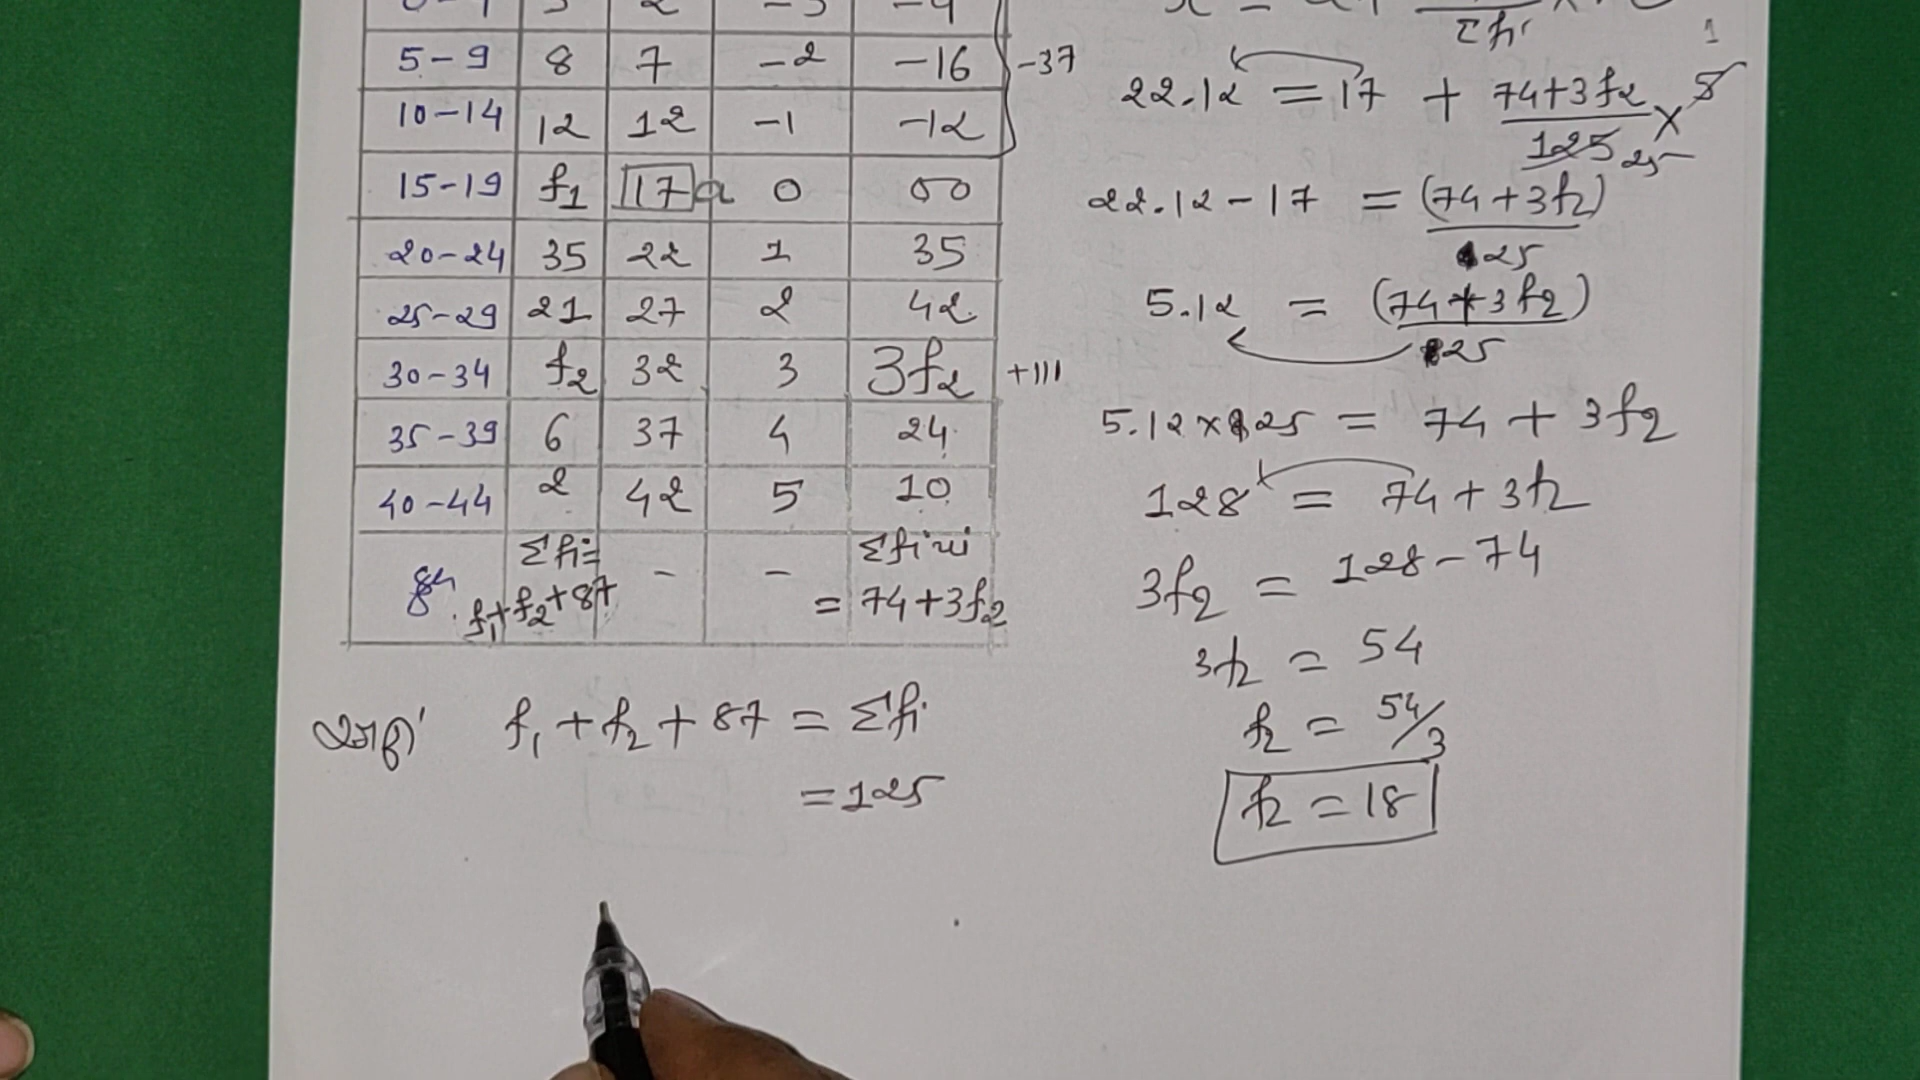 5-9 8 7 -2 -16 -37
10-14 12 12 -1 -12
15-19 f₁ 17 a 0 00
20-24 35 22 1 35
25-29 21 27 2 42
30-34 f₂ 32 3 3f₂ +111
35-39 6 37 4 24
40-44 2 42 5 10
Σfi= f₁+f₂+87 - - Σfiui = 74+3f₂
f₁ + f₂ + 87 = Σfi
= 125
Σfi
22.12 = 17 + 74+3f₂/125 × 5 1 25
22.12 - 17 = (74+3f₂)/25
5.12 = (74+3f₂)/25
5.12×25 = 74 + 3f₂
128 = 74 + 3f₂
3f₂ = 128 - 74
3f₂ = 54
f₂ = 54/3
f₂ = 18